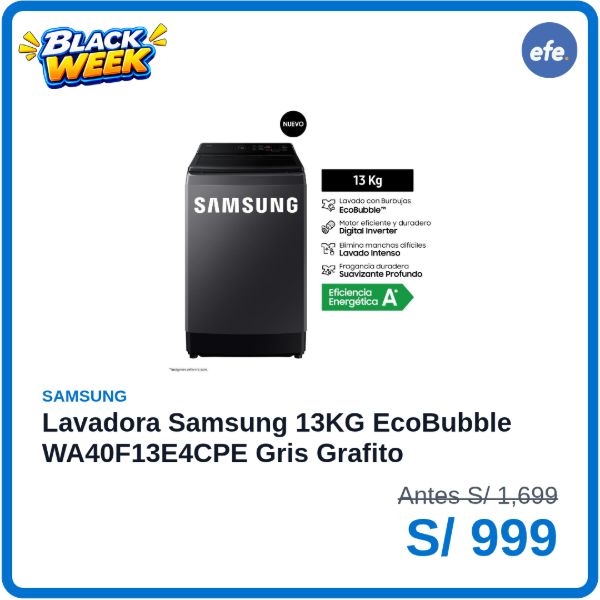 BLACK
WEEK
efe.
NUEVO
SAMSUNG
13 Kg
Lavado con Burbujas
EcoBubble™
Motor eficiente y duradero
Digital Inverter
Elimina manchas difíciles
Lavado Intenso
Fragancia duradera
Suavizante Profundo
Eficiencia
Energética A*
SAMSUNG
Lavadora Samsung 13KG EcoBubble
WA40F13E4CPE Gris Grafito
Antes S/ 1,699
S/ 999